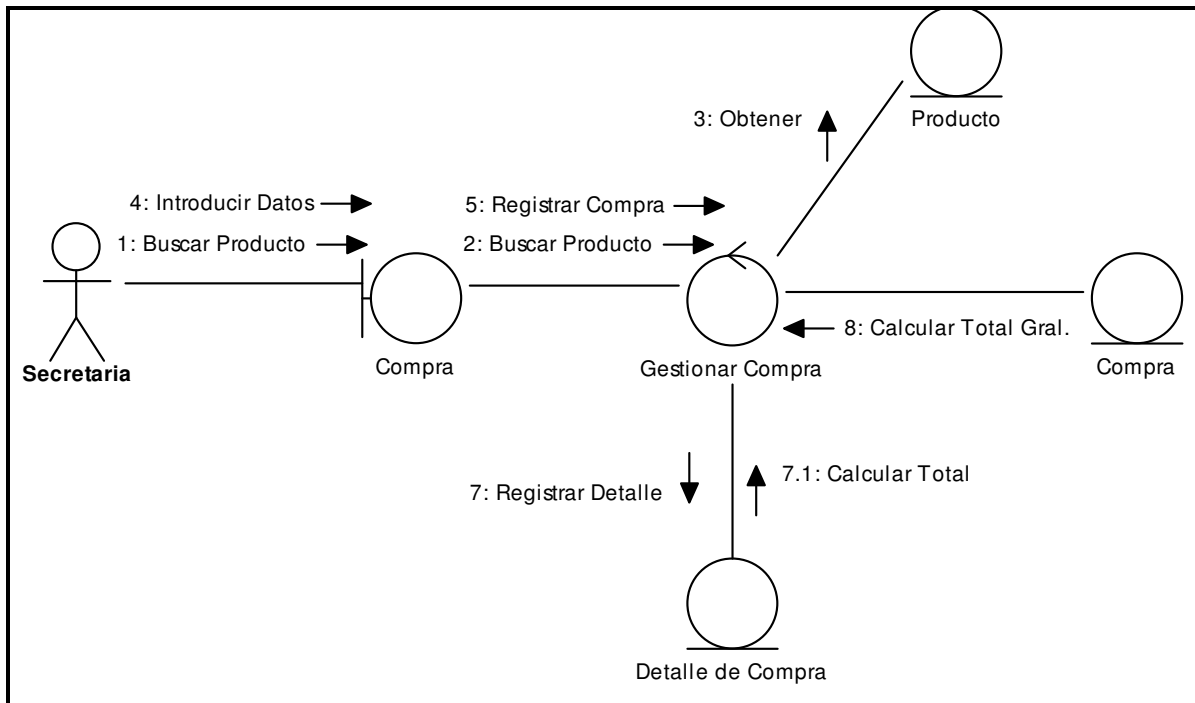 3: Obtener
Producto
4: Introducir Datos
5: Registrar Compra
1: Buscar Producto
2: Buscar Producto
8: Calcular Total Gral.
Secretaria
Compra
Gestionar Compra
Compra
7: Registrar Detalle
7.1: Calcular Total
Detalle de Compra